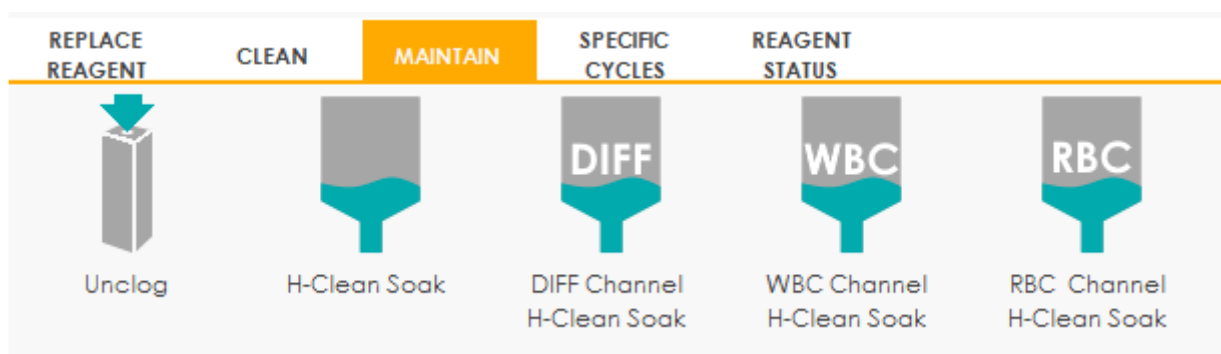 REPLACE
REAGENT
CLEAN
MAINTAIN
SPECIFIC
CYCLES
REAGENT
STATUS
DIFF
WBC
RBC
Unclog
H-Clean Soak
DIFF Channel
H-Clean Soak
WBC Channel
H-Clean Soak
RBC Channel
H-Clean Soak